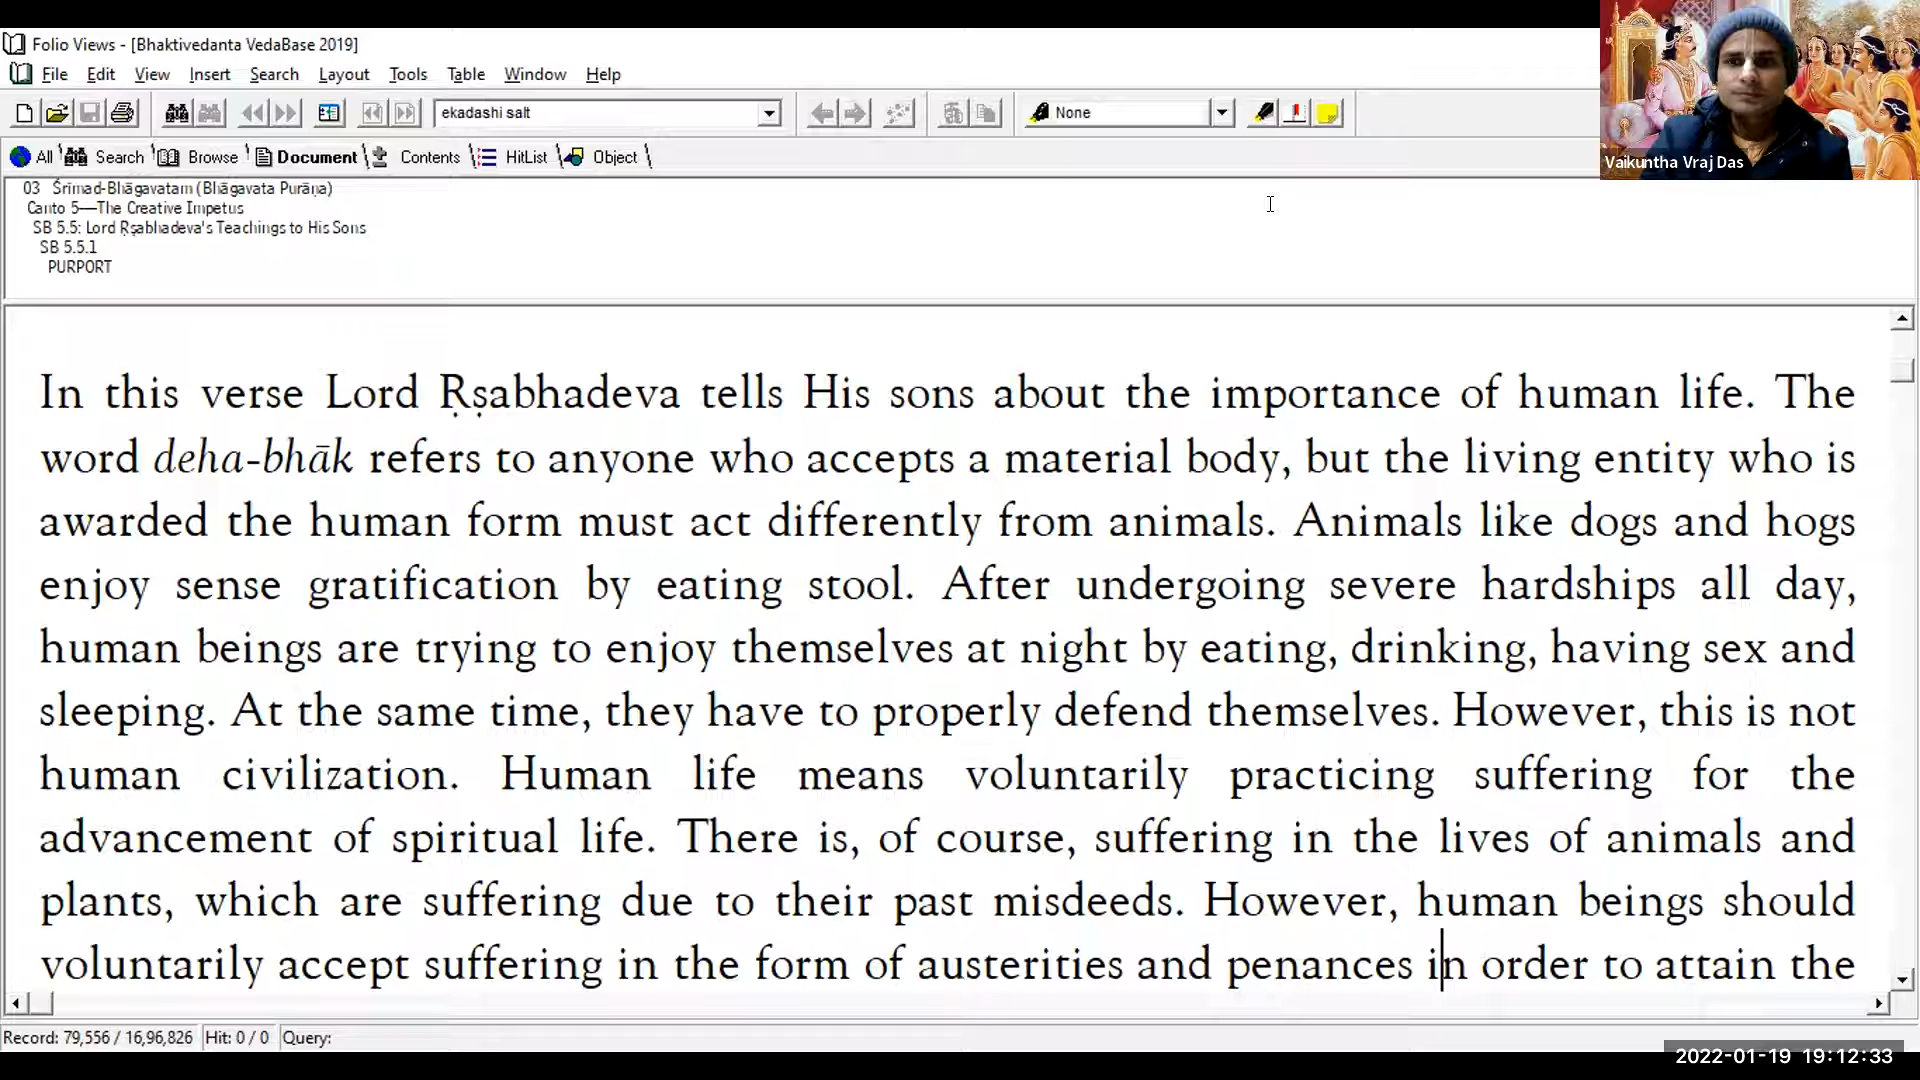 Folio Views - [Bhaktivedanta VedaBase 2019]
File Edit View Insert Search Layout Tools Table Window Help
ekadashi salt
None
All Search Browse Document Contents HitList Object
Vaikuntha Vraj Das
03 Śrīmad-Bhāgavatam (Bhāgavata Purāṇa)
Canto 5—The Creative Impetus
SB 5.5: Lord Ṛṣabhadeva's Teachings to His Sons
SB 5.5.1
PURPORT
In this verse Lord Ṛṣabhadeva tells His sons about the importance of human life. The
word deha-bhāk refers to anyone who accepts a material body, but the living entity who is
awarded the human form must act differently from animals. Animals like dogs and hogs
enjoy sense gratification by eating stool. After undergoing severe hardships all day,
human beings are trying to enjoy themselves at night by eating, drinking, having sex and
sleeping. At the same time, they have to properly defend themselves. However, this is not
human civilization. Human life means voluntarily practicing suffering for the
advancement of spiritual life. There is, of course, suffering in the lives of animals and
plants, which are suffering due to their past misdeeds. However, human beings should
voluntarily accept suffering in the form of austerities and penances in order to attain the
Record: 79,556 / 16,96,826 Hit: 0 / 0 Query:
2022-01-19 19:12:33